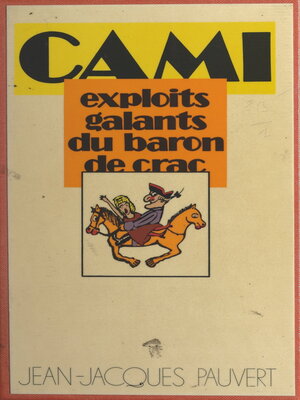 CAMI
exploits
galants
du baron
de crac
JEAN-JACQUES PAUVERT